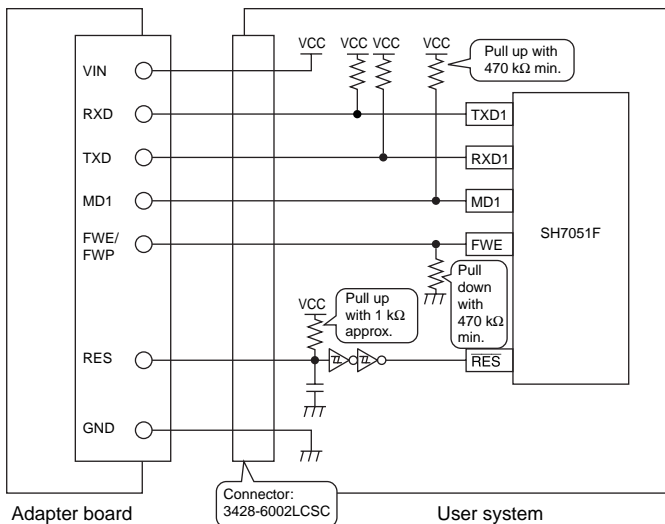 VCC
VCC VCC
VCC
Pull up with
470 kΩ min.
VIN
RXD
TXD
MD1
FWE/
FWP
RES
GND
TXD1
RXD1
MD1
FWE
RES
SH7051F
Pull
down
with
470 kΩ
min.
VCC
Pull up
with 1 kΩ
approx.
Connector:
3428-6002LCSC
Adapter board
User system